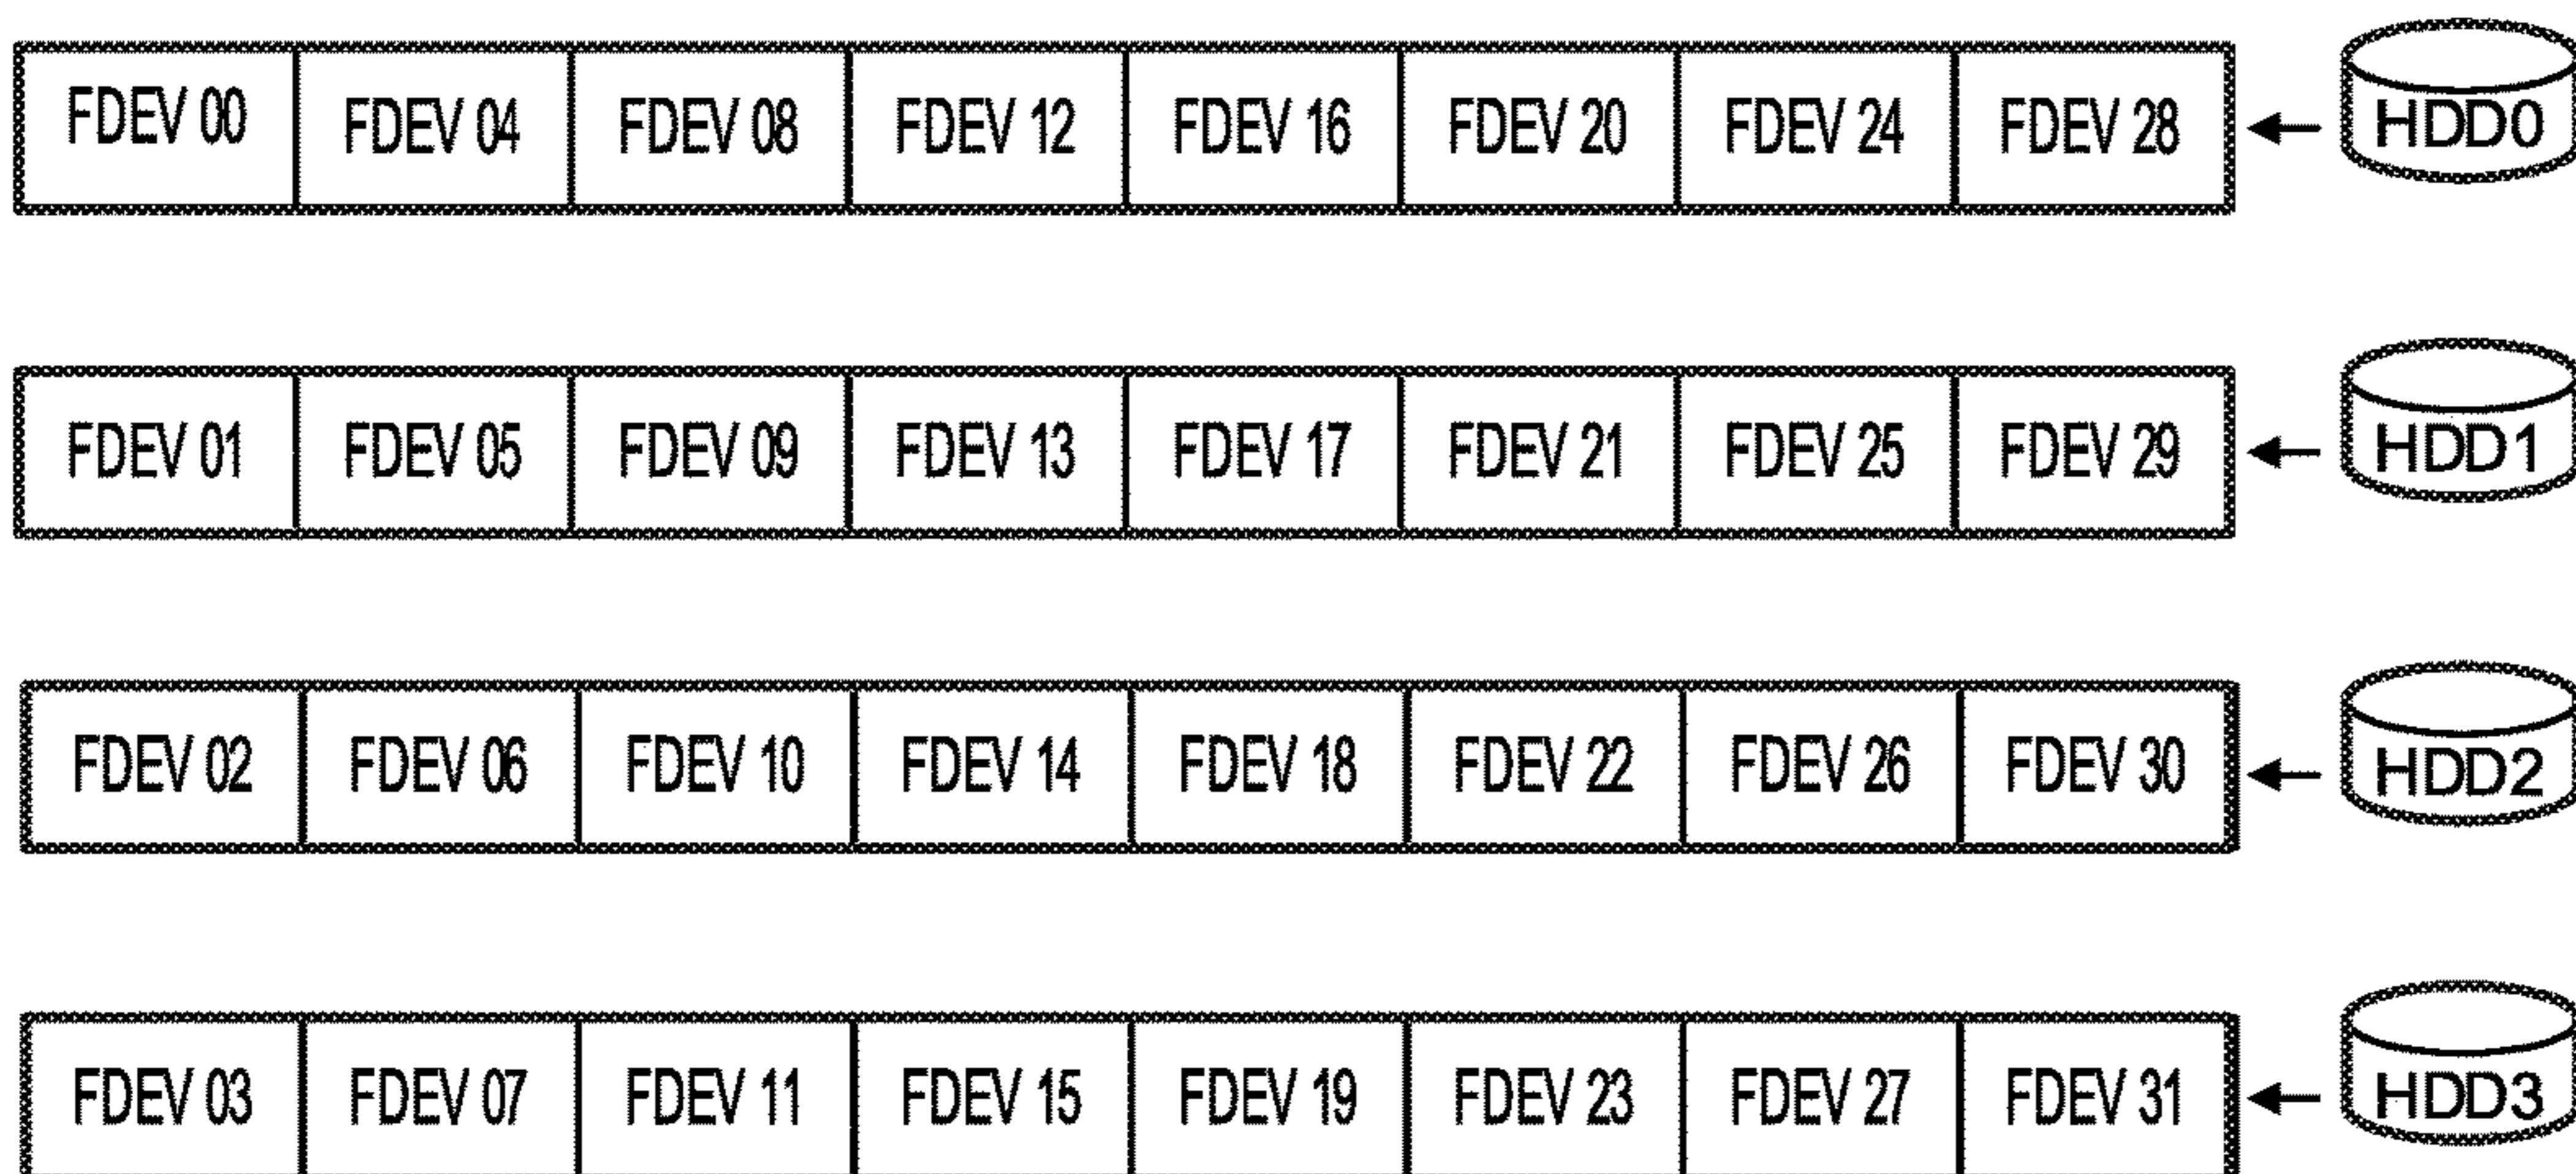 FDEV 00 FDEV 04 FDEV 08 FDEV 12 FDEV 16 FDEV 20 FDEV 24 FDEV 28 HDD0
FDEV 01 FDEV 05 FDEV 09 FDEV 13 FDEV 17 FDEV 21 FDEV 25 FDEV 29 HDD1
FDEV 02 FDEV 06 FDEV 10 FDEV 14 FDEV 18 FDEV 22 FDEV 26 FDEV 30 HDD2
FDEV 03 FDEV 07 FDEV 11 FDEV 15 FDEV 19 FDEV 23 FDEV 27 FDEV 31 HDD3